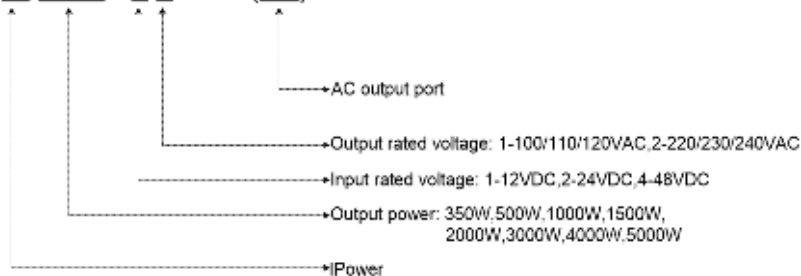 AC output port
Output rated voltage: 1-100/110/120VAC,2-220/230/240VAC
Input rated voltage: 1-12VDC,2-24VDC,4-48VDC
Output power: 350W,500W,1000W,1500W,
2000W,3000W,4000W,5000W
IPower